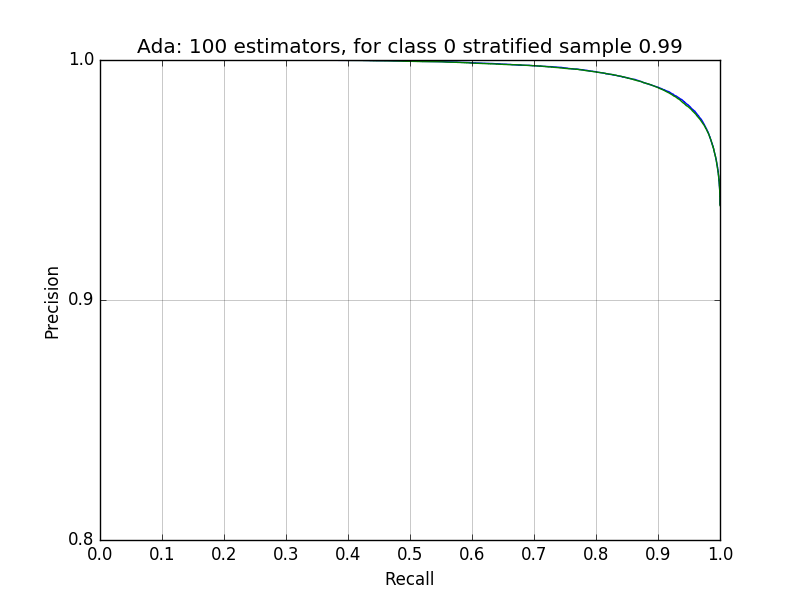 Ada: 100 estimators, for class 0 stratified sample 0.99
1.0
0.9
0.8
Precision
0.0 0.1 0.2 0.3 0.4 0.5 0.6 0.7 0.8 0.9 1.0
Recall